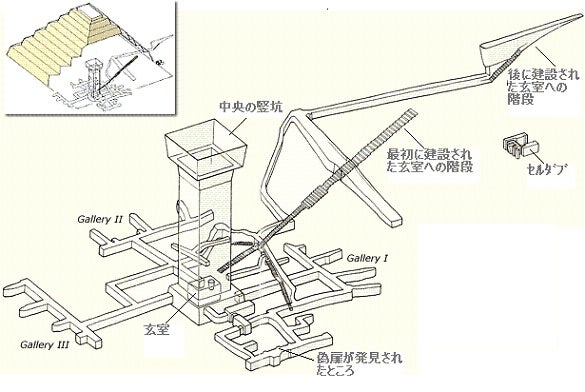 中央の竪坑
後に建設され
た玄室への
階段
最初に建設され
た玄室への階段
ｾﾙﾀﾞﾌﾞ
Gallery II
Gallery I
Gallery III
玄室
偽扉が発見され
たところ